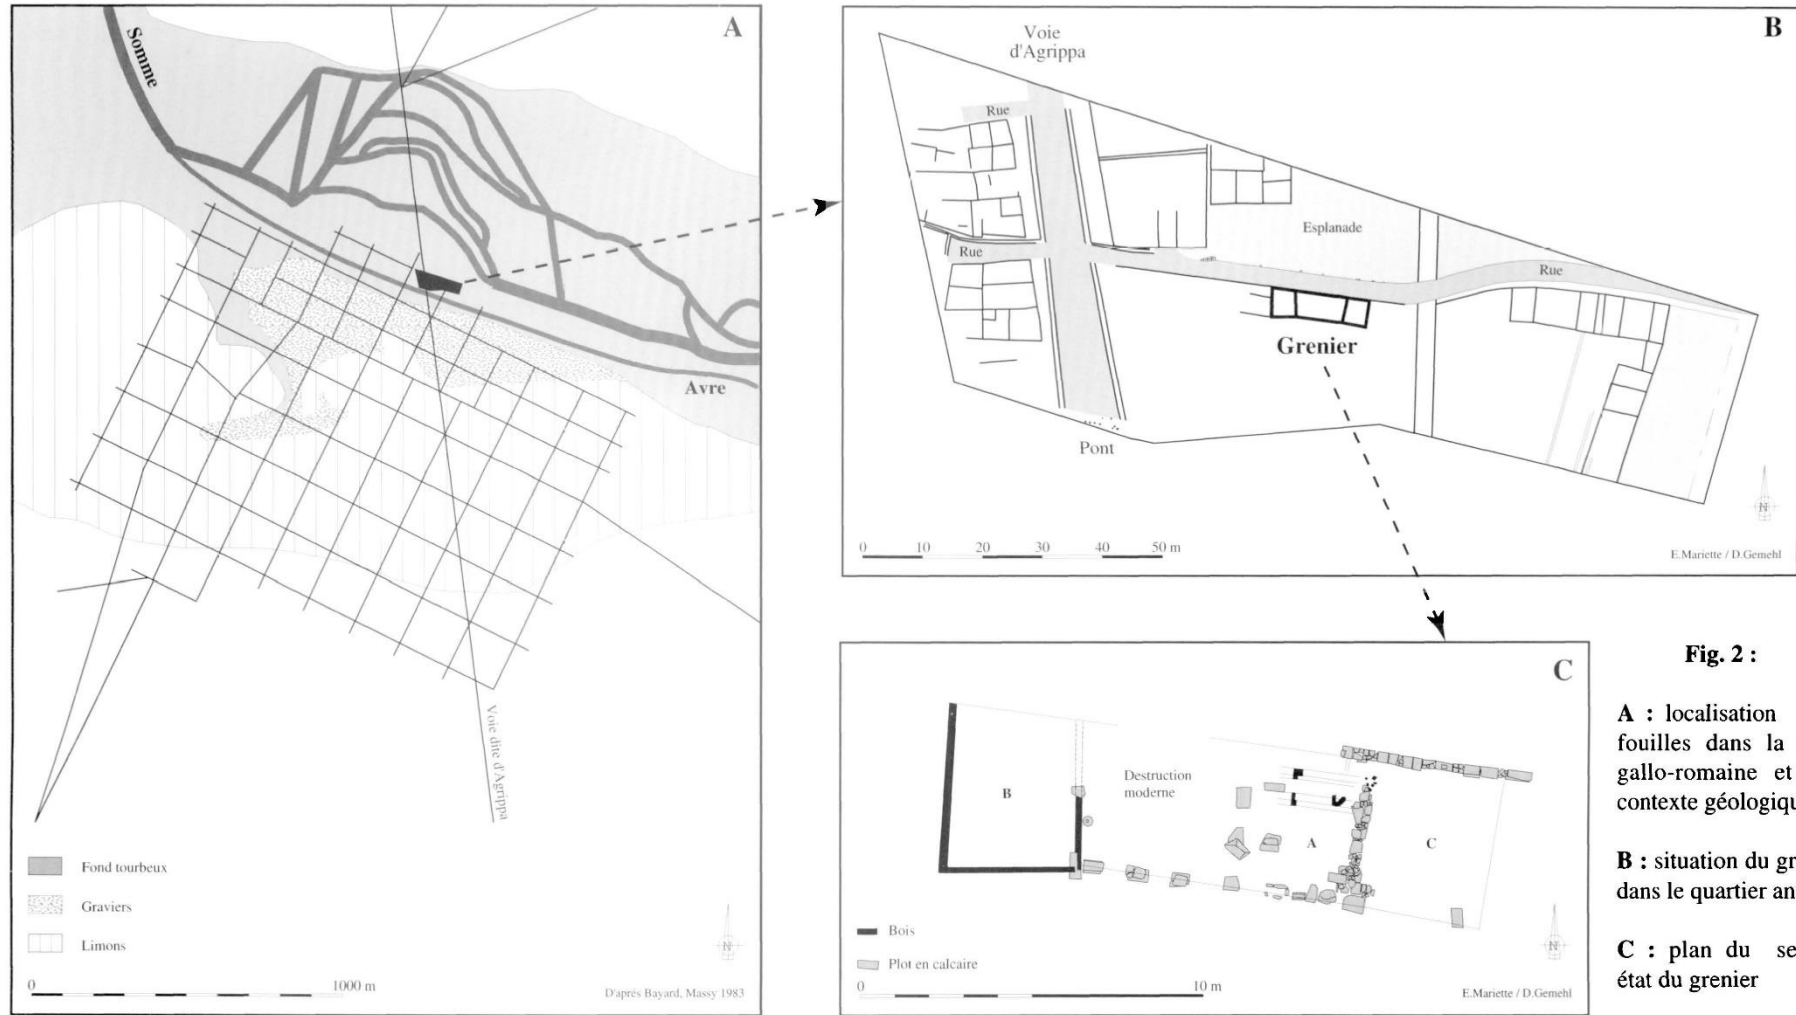 A
Somme
Avre
Voie dite d'Agrippa
Fond tourbeux
Graviers
Limons
N
0 1000 m
D'après Bayard, Massy 1983
B
Voie
d'Agrippa
Rue
Rue
Esplanade
Rue
Grenier
Pont
N
0 10 20 30 40 50 m
E.Mariette / D.Gemehl
C
B
Destruction
moderne
A
C
Bois
Plot en calcaire
N
0 10 m
E.Mariette / D.Gemehl
Fig. 2 :
A : localisation
fouilles dans la
gallo-romaine et
contexte géologiqu
B : situation du gr
dans le quartier an
C : plan du se
état du grenier